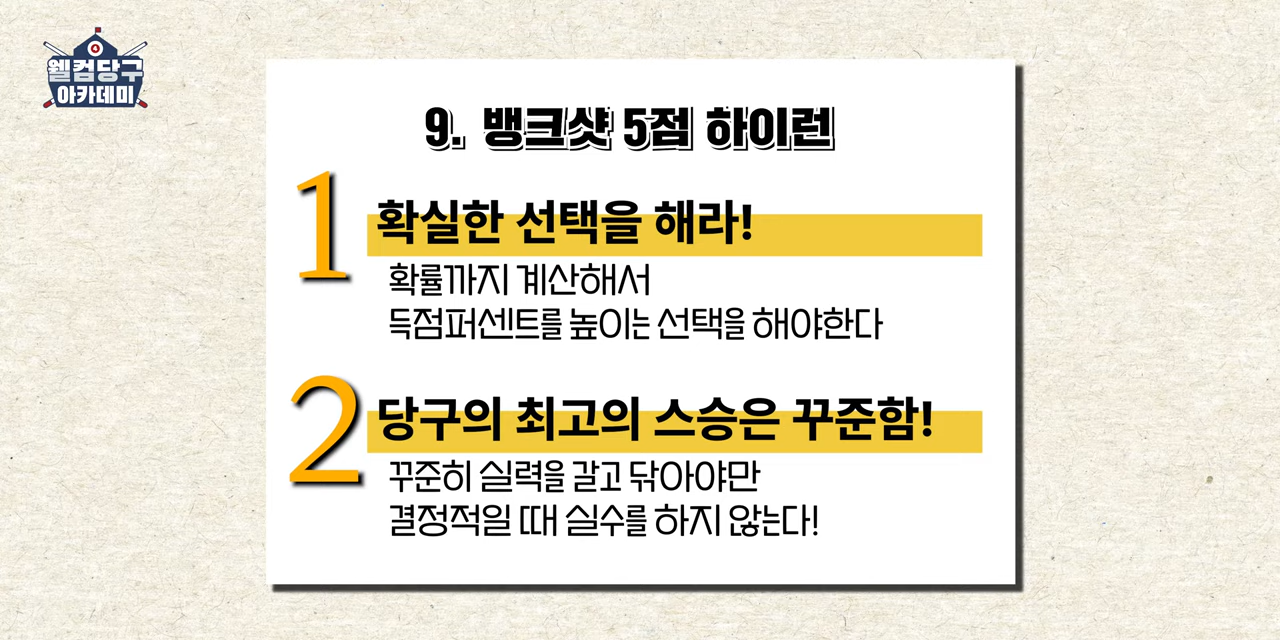 웰컴당구
아카데미
9. 뱅크샷 5점 하이런
1
확실한 선택을 해라!
확률까지 계산해서
득점퍼센트를 높이는 선택을 해야한다
2
당구의 최고의 스승은 꾸준함!
꾸준히 실력을 갈고 닦아야만
결정적일 때 실수를 하지 않는다!